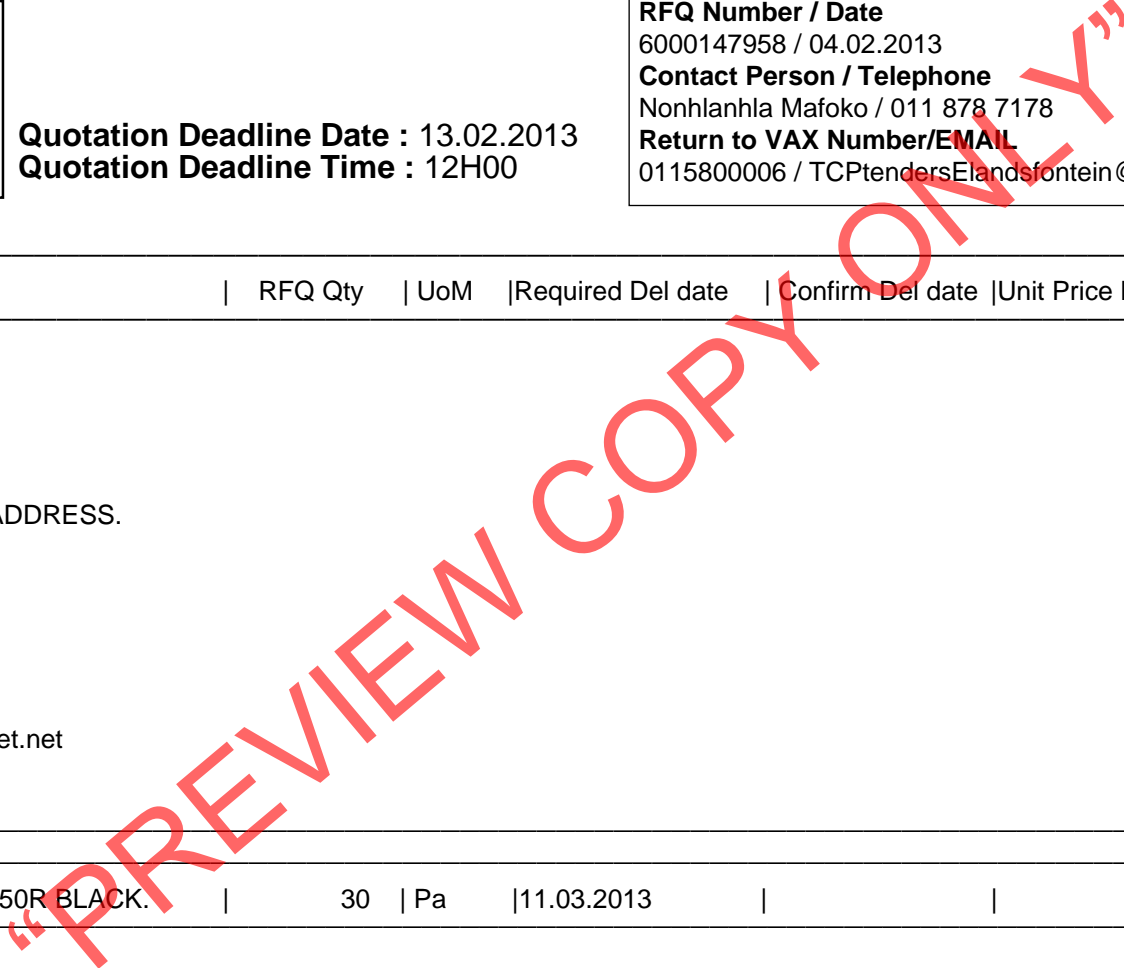 RFQ Number / Date
6000147958 / 04.02.2013
Contact Person / Telephone
Nonhlanhla Mafoko / 011 878 7178
Return to VAX Number/EMAIL
0115800006 / TCPtendersElandsfontein@
Quotation Deadline Date : 13.02.2013
Quotation Deadline Time : 12H00
| RFQ Qty | UoM |Required Del date | Confirm Del date |Unit Price
ADDRESS.
et.net
50R BLACK. | 30 | Pa |11.03.2013 | |
“PREVIEW COPY ONLY”